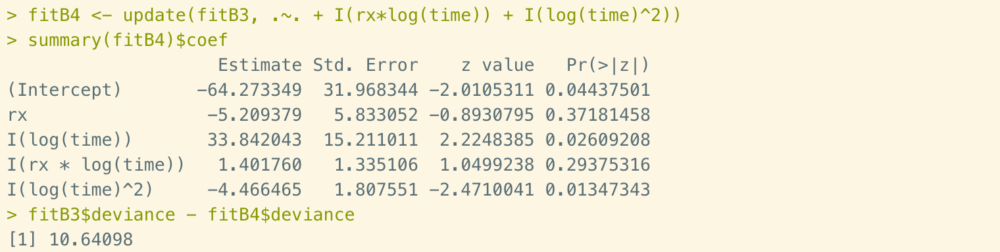 > fitB4 <- update(fitB3, .~. + I(rx*log(time)) + I(log(time)^2))
> summary(fitB4)$coef
                      Estimate Std. Error    z value   Pr(>|z|)
(Intercept)       −64.273349  31.968344 −2.0105311 0.04437501
rx                 −5.209379   5.833052 −0.8930795 0.37181458
I(log(time))       33.842043  15.211011  2.2248385 0.02609208
I(rx * log(time))   1.401760   1.335106  1.0499238 0.29375316
I(log(time)^2)     −4.466465   1.807551 −2.4710041 0.01347343
> fitB3$deviance − fitB4$deviance
[1] 10.64098